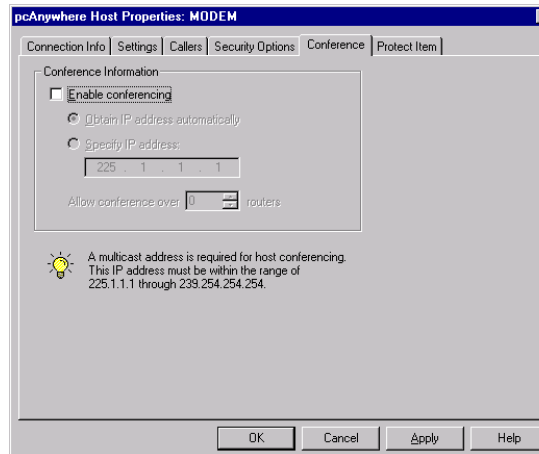 pcAnywhere Host Properties: MODEM
Connection Info Settings Callers Security Options Conference Protect Item
Conference Information
Enable conferencing
Obtain IP address automatically
Specify IP address:
225 . 1 . 1 . 1
Allow conference over 0 routers
A multicast address is required for host conferencing.
This IP address must be within the range of
225.1.1.1 through 239.254.254.254.
OK Cancel Apply Help